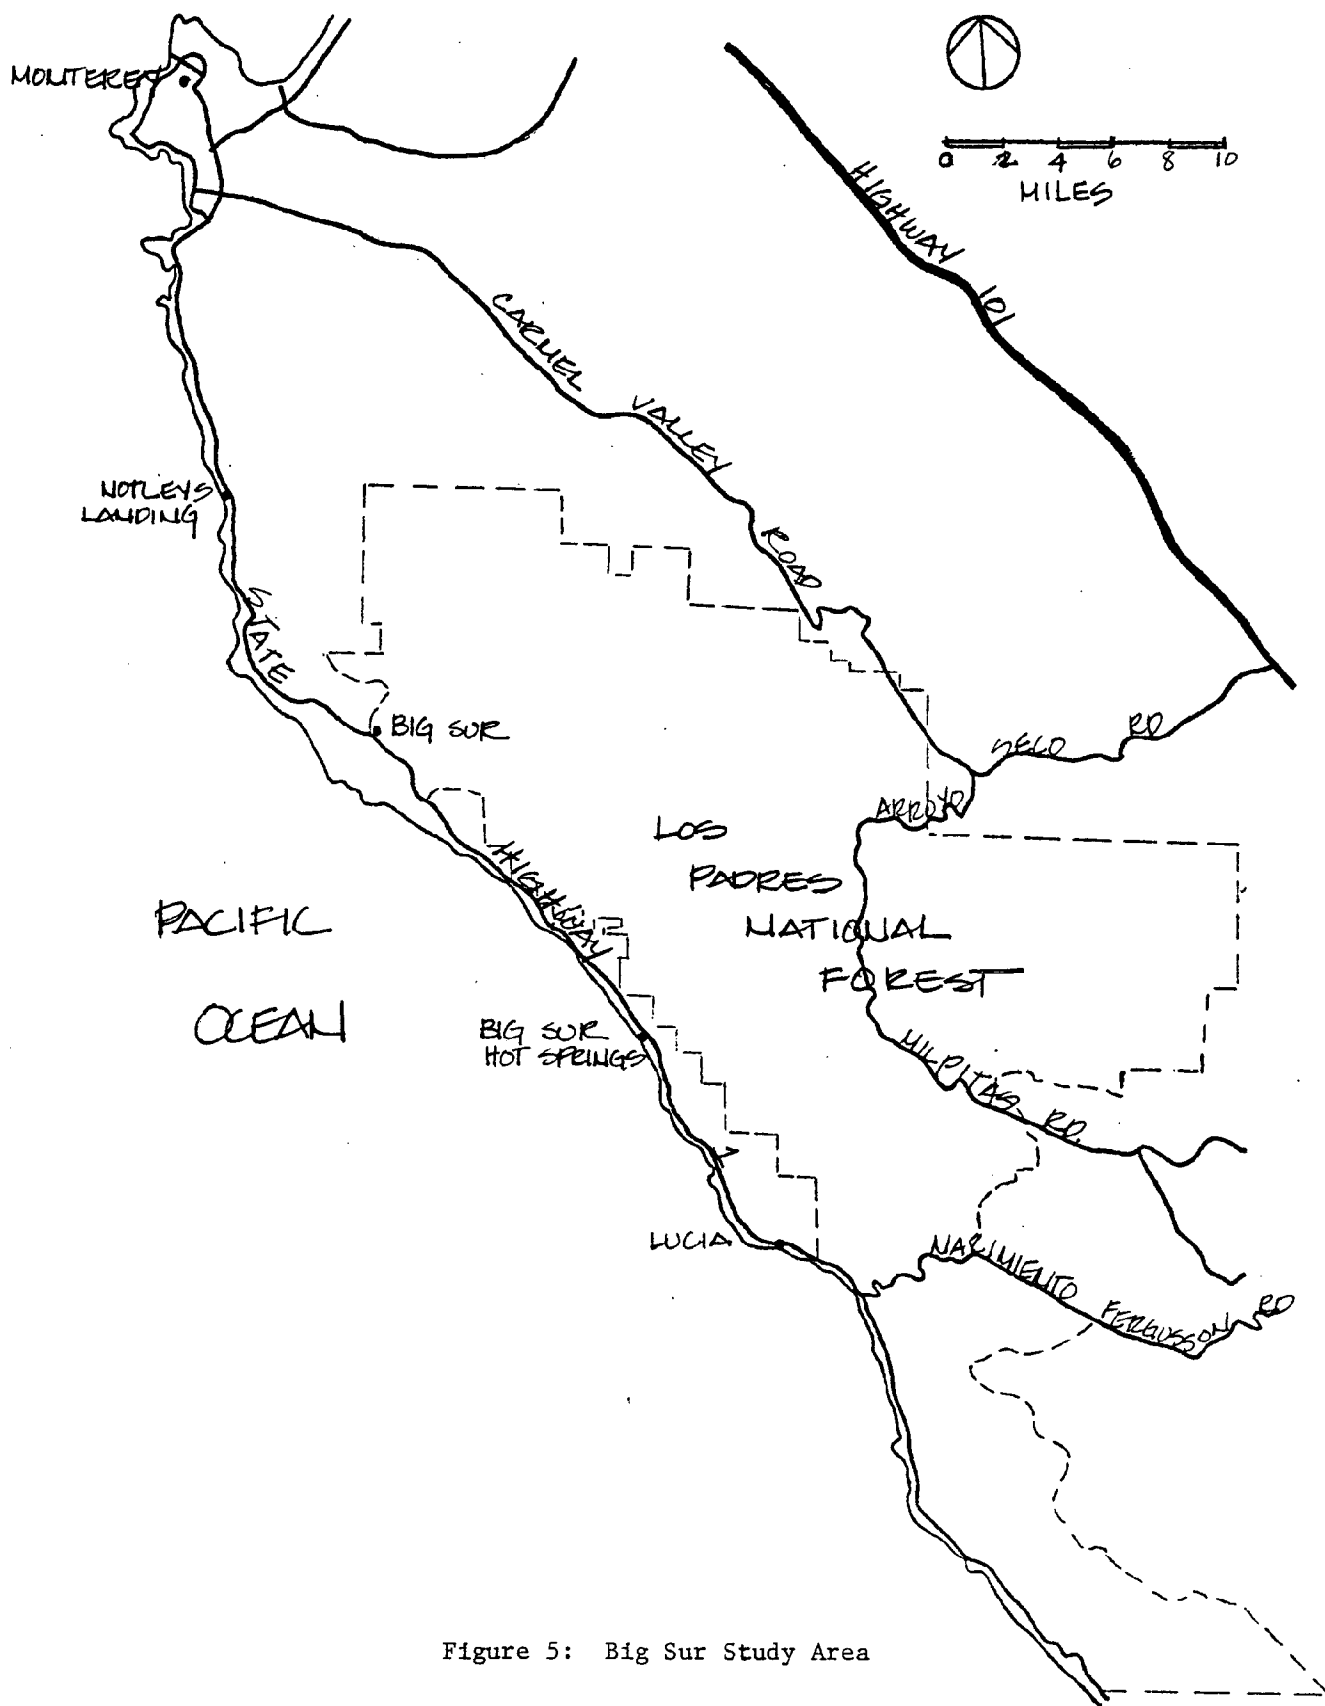 MONTEREY
0 2 4 6 8 10
MILES
HIGHWAY 101
CARMEL VALLEY ROAD
NOTLEYS
LANDING
STATE HIGHWAY
BIG SUR
ARROYO SECO RD
LOS
PADRES
NATIONAL
FOREST
PACIFIC
OCEAN
BIG SUR
HOT SPRINGS
MILPITAS RD.
LUCIA
NACIMIENTO FERGUSSON RD
Figure 5: Big Sur Study Area